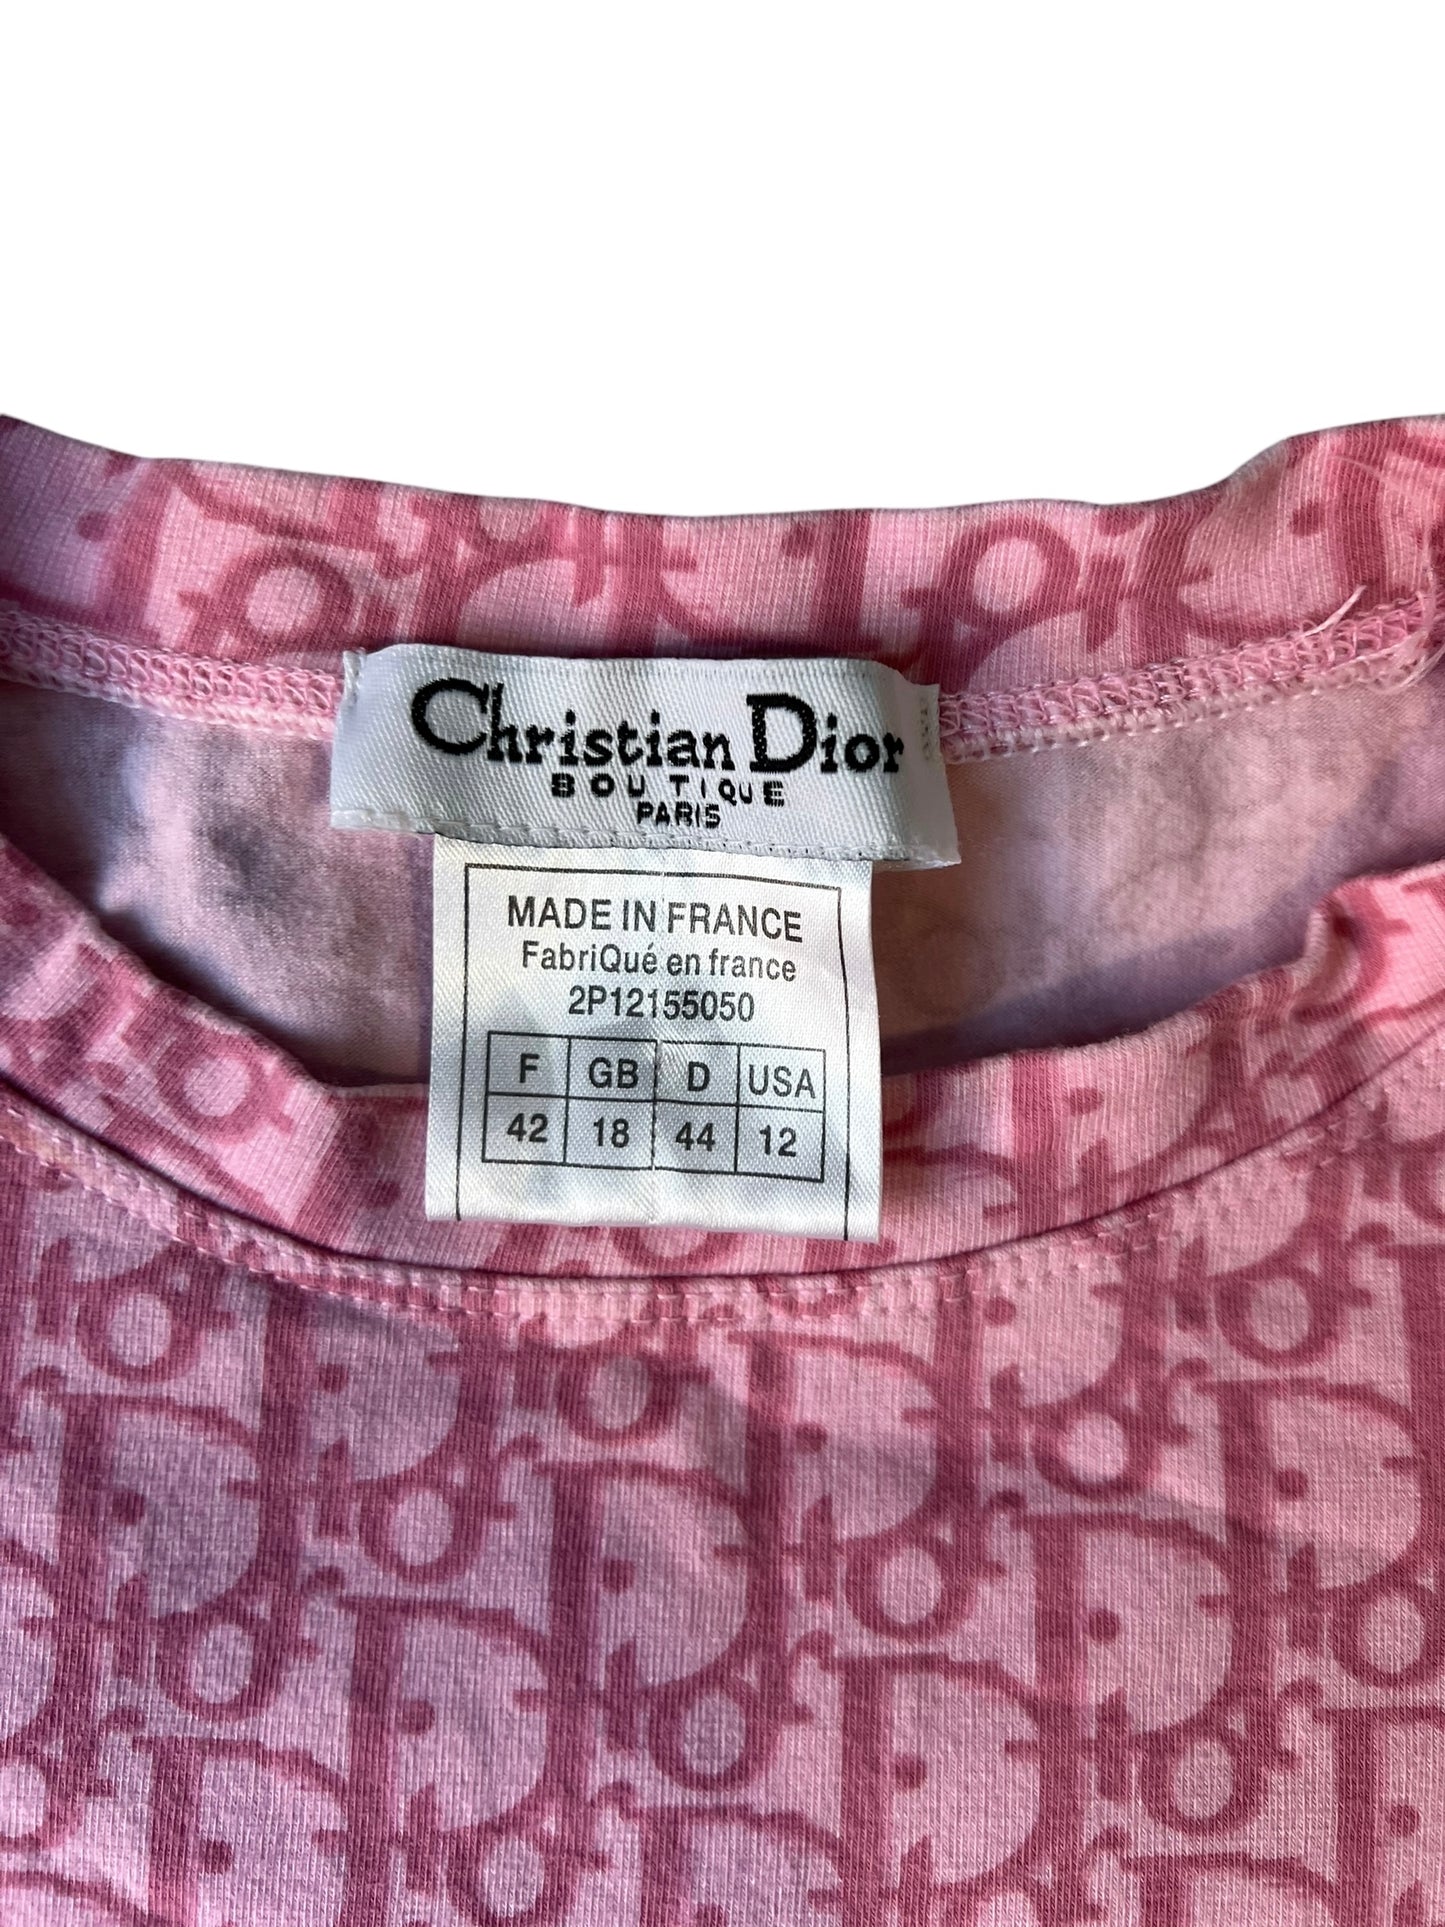 Christian Dior
BOUTIQUE
PARIS
MADE IN FRANCE
FabriQué en france
2P12155050
F GB D USA
42 18 44 12